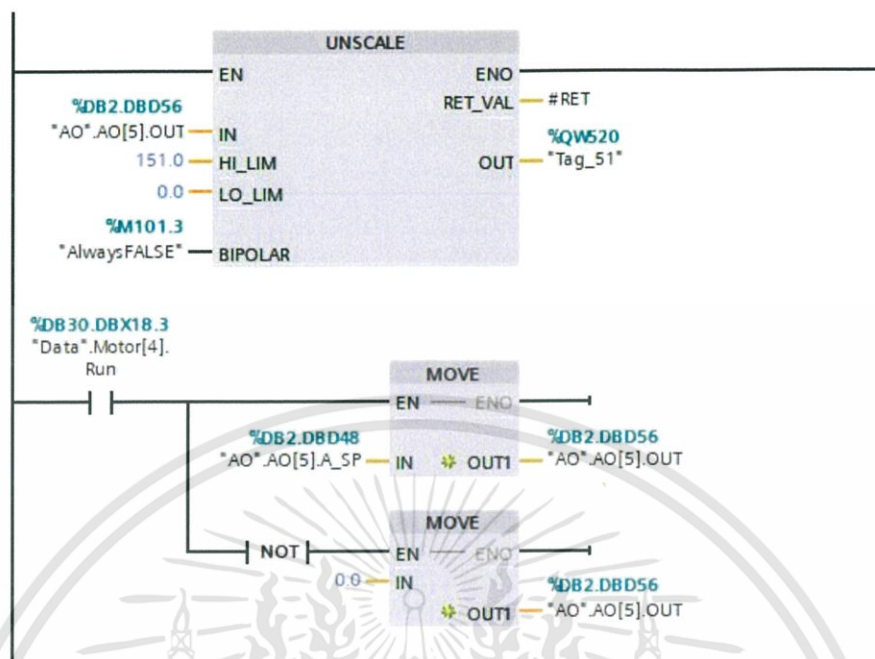 UNSCALE
EN ENO
RET_VAL #RET
%DB2.DBD56
"AO".AO[5].OUT IN
%QW520
151.0 HI_LIM OUT "Tag_51"
0.0 LO_LIM
%M101.3
"AlwaysFALSE" BIPOLAR
%DB30.DBX18.3
"Data".Motor[4].
Run
MOVE
EN ENO
%DB2.DBD48 %DB2.DBD56
"AO".AO[5].A_SP IN OUT1 "AO".AO[5].OUT
MOVE
NOT EN ENO
0.0 IN
%DB2.DBD56
OUT1 "AO".AO[5].OUT